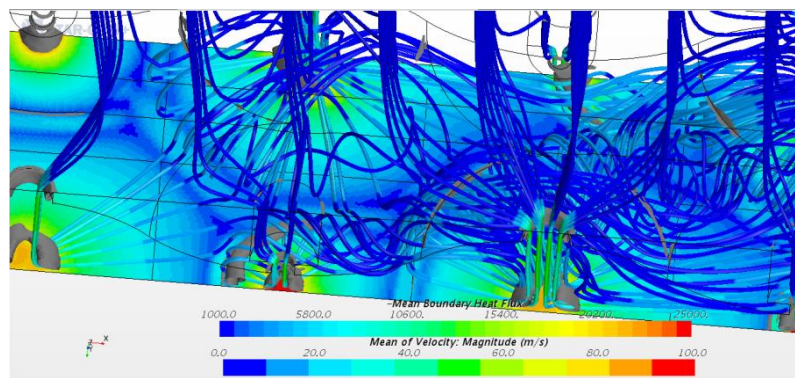 Mean Boundary Heat Flux
1000.0 5800.0 10600. 15400. 20200. 25000.
Mean of Velocity: Magnitude (m/s)
0.0 20.0 40.0 60.0 80.0 100.0
X
Z
Y